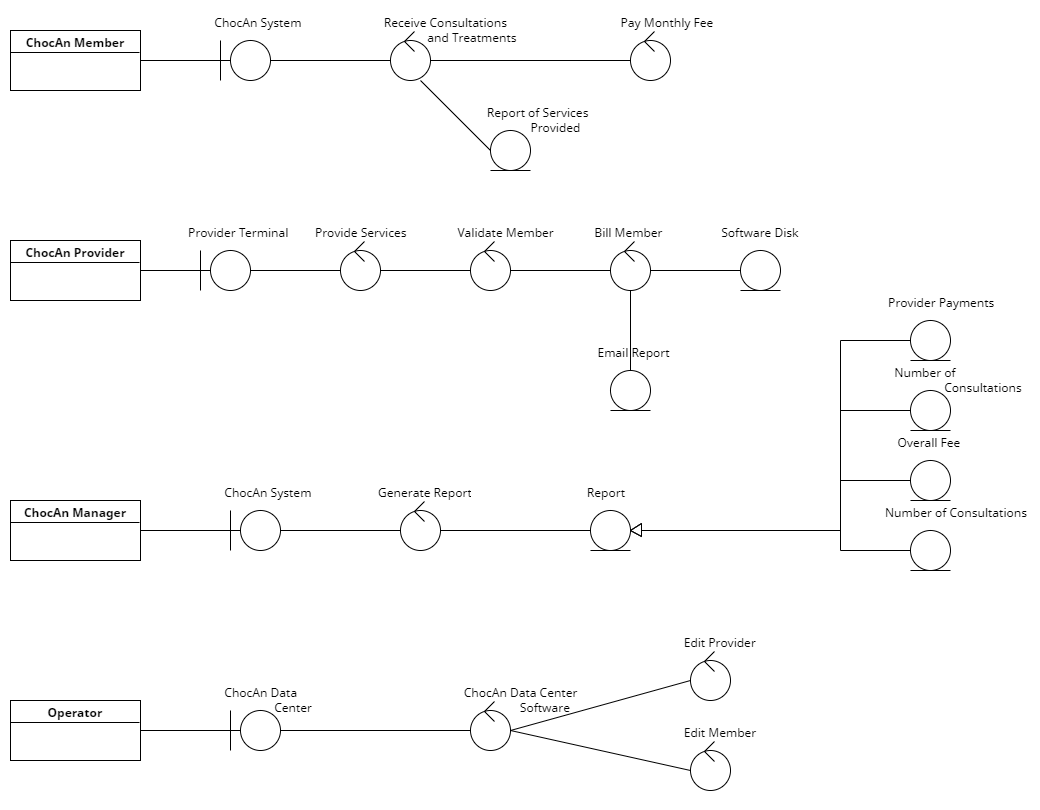 ChocAn Member
ChocAn System
Receive Consultations
and Treatments
Pay Monthly Fee
Report of Services
Provided
ChocAn Provider
Provider Terminal
Provide Services
Validate Member
Bill Member
Software Disk
Email Report
Provider Payments
Number of
Consultations
Overall Fee
Number of Consultations
ChocAn Manager
ChocAn System
Generate Report
Report
Operator
ChocAn Data
Center
ChocAn Data Center
Software
Edit Provider
Edit Member